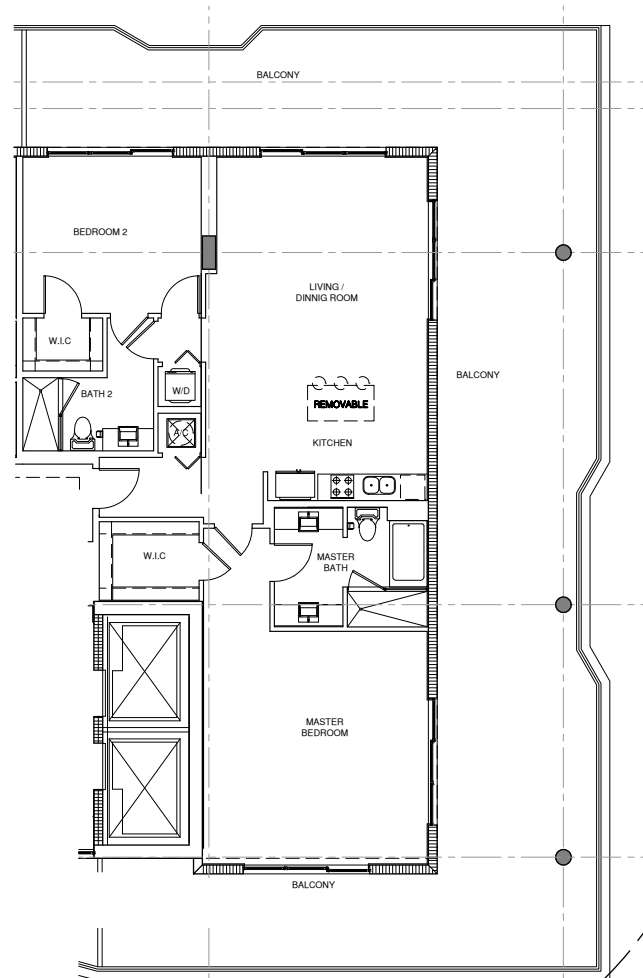 BALCONY
BEDROOM 2
LIVING /
DINNIG ROOM
W.I.C
BALCONY
W/D
BATH 2
REMOVABLE
A C
KITCHEN
W.I.C
MASTER
BATH
MASTER
BEDROOM
BALCONY